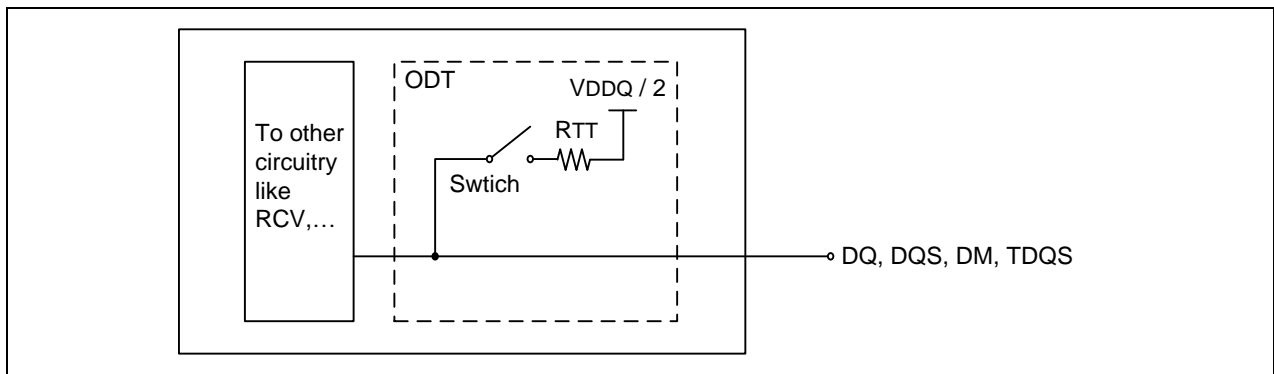 ODT
VDDQ / 2
To other
circuitry
like
RCV,…
RTT
Swtich
DQ, DQS, DM, TDQS